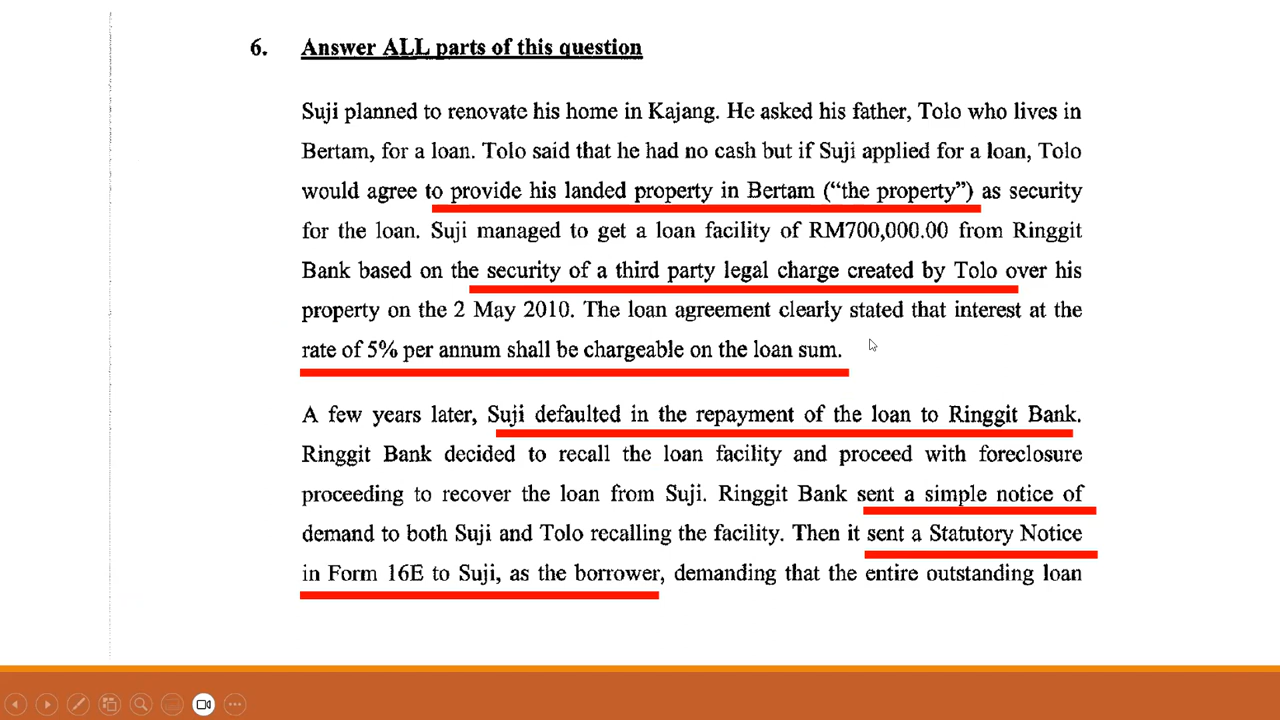 6. Answer ALL parts of this question
Suji planned to renovate his home in Kajang. He asked his father, Tolo who lives in
Bertam, for a loan. Tolo said that he had no cash but if Suji applied for a loan, Tolo
would agree to provide his landed property in Bertam (“the property”) as security
for the loan. Suji managed to get a loan facility of RM700,000.00 from Ringgit
Bank based on the security of a third party legal charge created by Tolo over his
property on the 2 May 2010. The loan agreement clearly stated that interest at the
rate of 5% per annum shall be chargeable on the loan sum.
A few years later, Suji defaulted in the repayment of the loan to Ringgit Bank.
Ringgit Bank decided to recall the loan facility and proceed with foreclosure
proceeding to recover the loan from Suji. Ringgit Bank sent a simple notice of
demand to both Suji and Tolo recalling the facility. Then it sent a Statutory Notice
in Form 16E to Suji, as the borrower, demanding that the entire outstanding loan